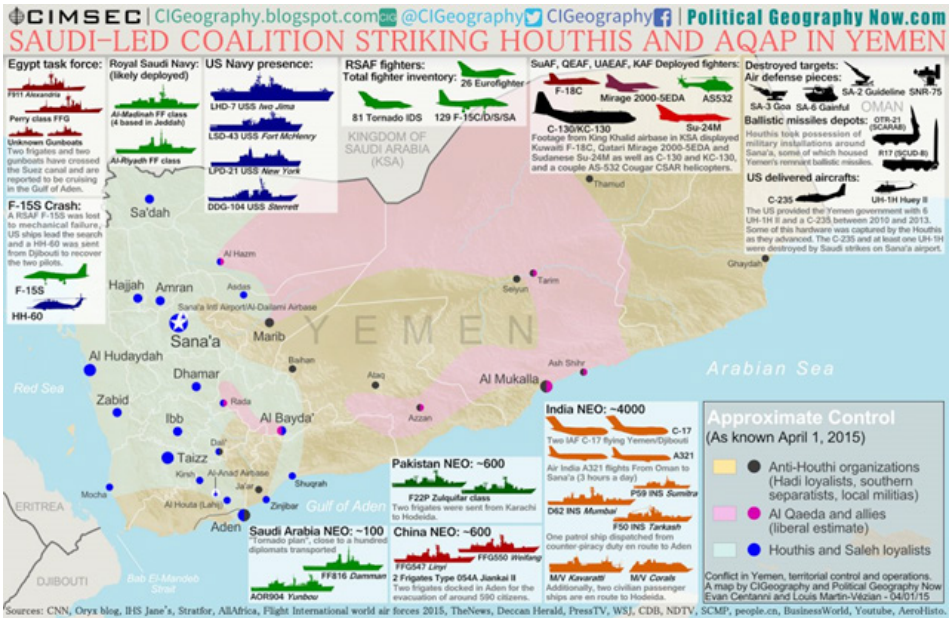 CIMSEC | CIGeography.blogspot.com CIG @CIGeography CIGeography | Political Geography Now.com
SAUDI-LED COALITION STRIKING HOUTHIS AND AQAP IN YEMEN
Egypt task force:
F911 Alexandria
Perry class FFG
Unknown Gunboats
Two frigates and two
gunboats have crossed
the Suez canal and are
reported to be cruising
in the Gulf of Aden.
F-15S Crash:
A RSAF F-15S was lost
to mechanical failure,
US ships lead the search
and a HH-60 was sent
from Djibouti to recover
the two pilots.
F-15S
HH-60
Royal Saudi Navy:
(likely deployed)
Al-Madinah FF class
(4 based in Jeddah)
Al-Riyadh FF class
US Navy presence:
LHD-7 USS Iwo Jima
LSD-43 USS Fort McHenry
LPD-21 USS New York
DDG-104 USS Sterrett
RSAF fighters:
Total fighter inventory:
26 Eurofighter
81 Tornado IDS
129 F-15C/D/S/SA
SuAF, QEAF, UAEAF, KAF Deployed fighters:
F-18C
Mirage 2000-5EDA
AS532
C-130/KC-130
Su-24M
Footage from King Khalid airbase in KSA displayed
Kuwaiti F-18C, Qatari Mirage 2000-5EDA and
Sudanese Su-24M as well as C-130 and KC-130,
and a couple AS-532 Cougar CSAR helicopters.
Destroyed targets:
Air defense pieces:
SA-2 Guideline
SNR-75
SA-3 Goa
SA-6 Gainful
Ballistic missiles depots:
OTR-21
(SCARAB)
Houthis took possession of
military installations around
Sana'a, some of which housed
Yemen's remnant ballistic missiles.
R17 (SCUD-B)
US delivered aircrafts:
C-235
UH-1H Huey II
The US provided the Yemen government with 6
UH-1H II and a C-235 between 2010 and 2013.
Some of this hardware was captured by the Houthis
as they advanced. The C-235 and at least one UH-1H
were destroyed by Saudi strikes on Sana'a airport.
OMAN
KINGDOM OF
SAUDI ARABIA
(KSA)
Thamud
Sa'dah
Al Hazm
Ghaydah
Seiyun
Tarim
Hajjah
Amran
Asdas
Sana'a Intl Airport/Al-Dailami Airbase
Sana'a
Marib
YEMEN
Al Hudaydah
Baihan
Ash Shihr
Arabian Sea
Red Sea
Dhamar
Ataq
Al Mukalla
Zabid
Rada
Azzan
Ibb
Al Bayda'
Dali'
Taizz
Kirsh
Al-Anad Airbase
Mocha
Ja'ar
Shuqrah
Al Houta (Lahij)
Zinjibar
Gulf of Aden
Aden
ERITREA
DJIBOUTI
Bab El-Mandeb
Strait
Saudi Arabia NEO: ~100
"Tornado plan", close to a hundred
diplomats transported
FF816 Damman
AOR904 Yunbou
Pakistan NEO: ~600
F22P Zulquifar class
Two frigates were sent from Karachi
to Hodeida.
China NEO: ~600
FFG550 Weifang
FFG547 Linyi
2 Frigates Type 054A Jiankai II
Two frigates docked in Aden for the
evacuation of around 590 citizens.
India NEO: ~4000
C-17
Two IAF C-17 flying Yemen/Djibouti
A321
Air India A321 flights From Oman to
Sana'a (3 hours a day)
P59 INS Sumitra
D62 INS Mumbai
F50 INS Tarkash
One patrol ship dispatched from
counter-piracy duty en route to Aden
M/V Kavaratti
M/V Corals
Additionally, two civilian passenger
ships are en route to Hodeida.
Approximate Control
(As known April 1, 2015)
Anti-Houthi organizations
(Hadi loyalists, southern
separatists, local militias)
Al Qaeda and allies
(liberal estimate)
Houthis and Saleh loyalists
Conflict in Yemen, territorial control and operations.
A map by CIGeography and Political Geography Now
Evan Centanni and Louis Martin-Vézian - 04/01/15
Sources: CNN, Oryx blog, IHS Jane's, Stratfor, AllAfrica, Flight International world air forces 2015, TheNews, Deccan Herald, PressTV, WSJ, CDB, NDTV, SCMP, people.cn, BusinessWorld, Youtube, AeroHisto.